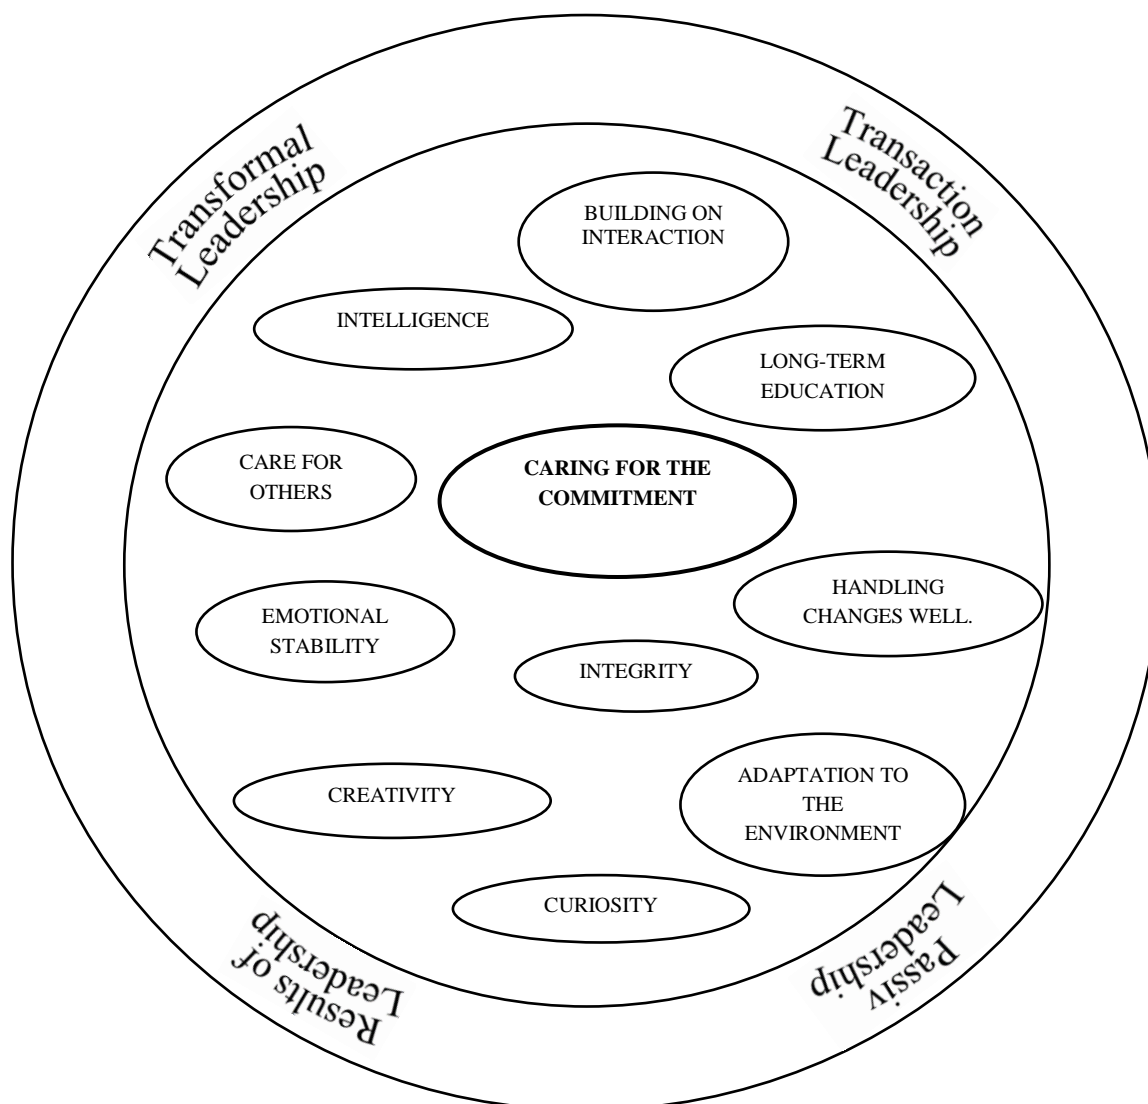 Transformal
Leadership
Transaction
Leadership
BUILDING ON
INTERACTION
INTELLIGENCE
LONG-TERM
EDUCATION
CARE FOR
OTHERS
CARING FOR THE
COMMITMENT
HANDLING
CHANGES WELL.
EMOTIONAL
STABILITY
INTEGRITY
CREATIVITY
ADAPTATION TO
THE
ENVIRONMENT
CURIOSITY
Results of
Leadership
Passiv
Leadership